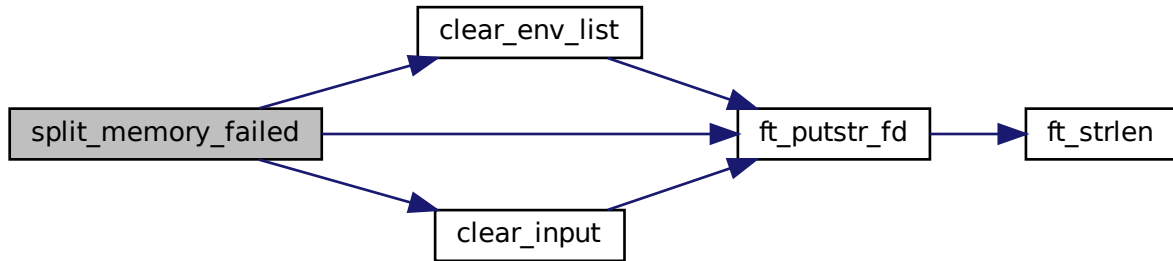 clear_env_list
split_memory_failed
ft_putstr_fd
ft_strlen
clear_input